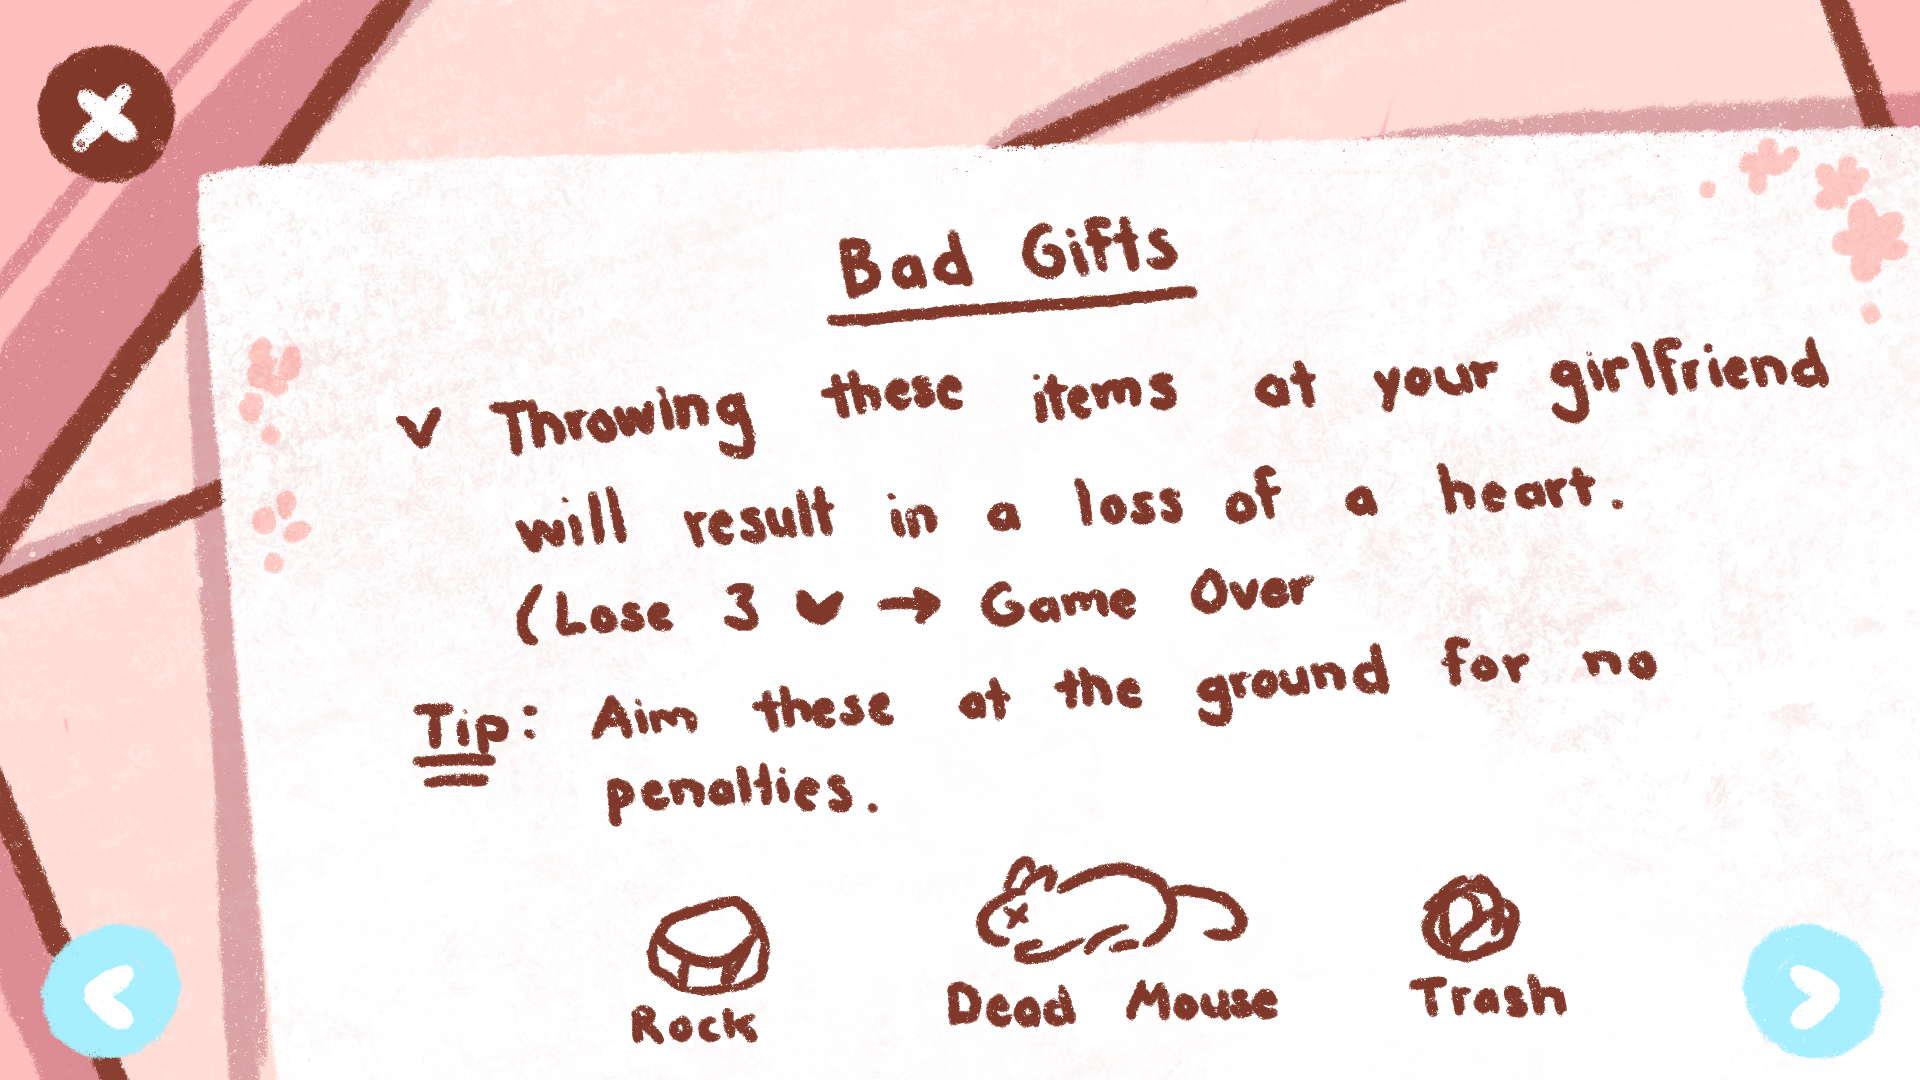 Bad Gifts
v Throwing these items at your girlfriend
will result in a loss of a heart.
(Lose 3 ♥ → Game Over
Tip: Aim these at the ground for no
penalties.
Rock Dead Mouse Trash